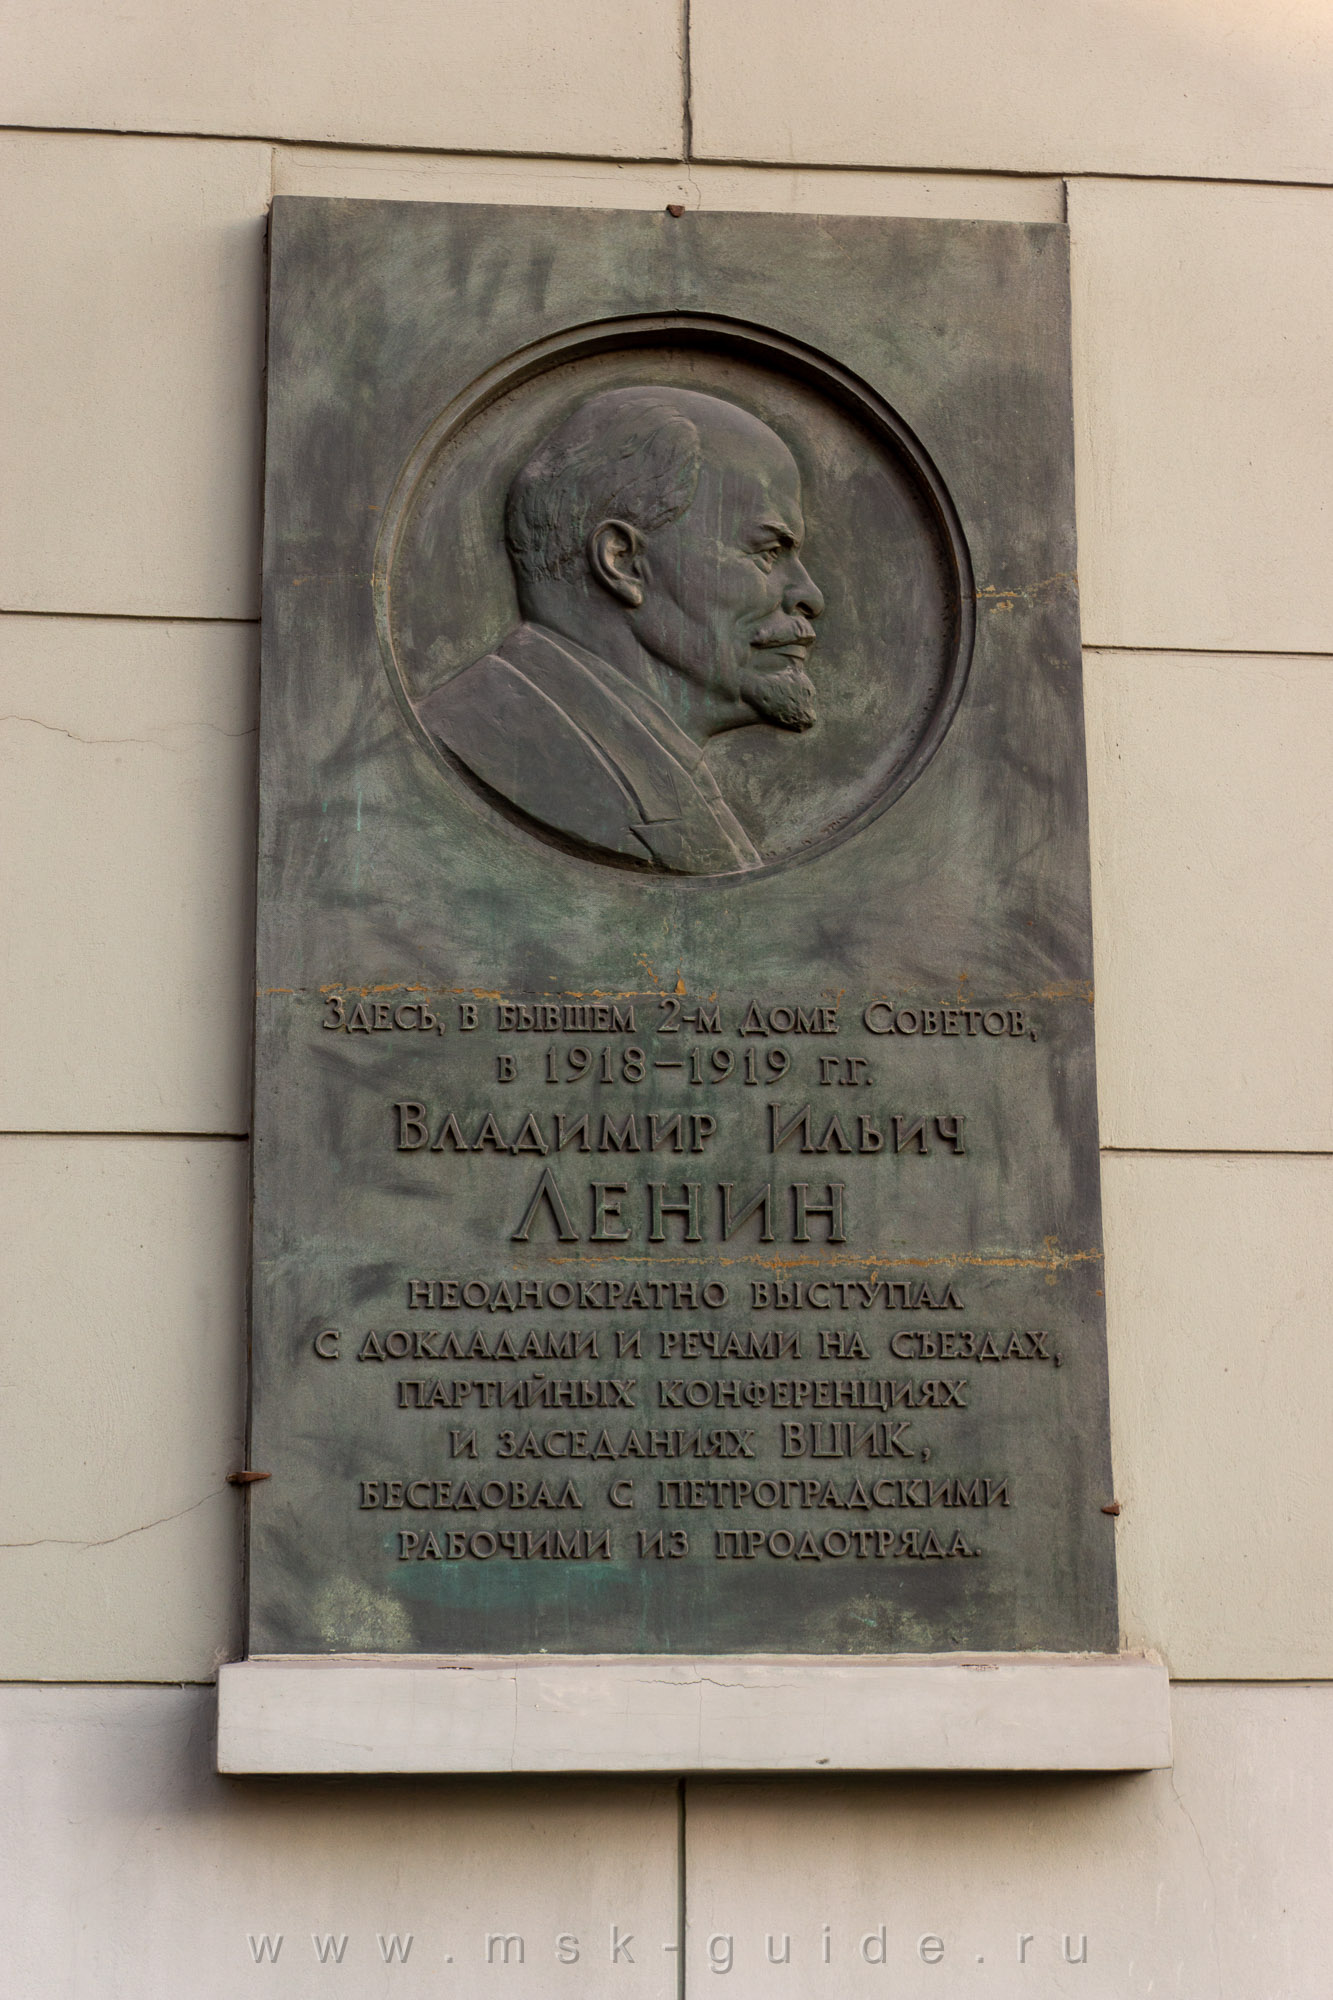 Здесь, в бывшем 2-м Доме Советов,
в 1918–1919 г.г.
Владимир Ильич
Ленин
неоднократно выступал
с докладами и речами на съездах,
партийных конференциях
и заседаниях ВЦИК,
беседовал с петроградскими
рабочими из продотряда.
www.msk-guide.ru